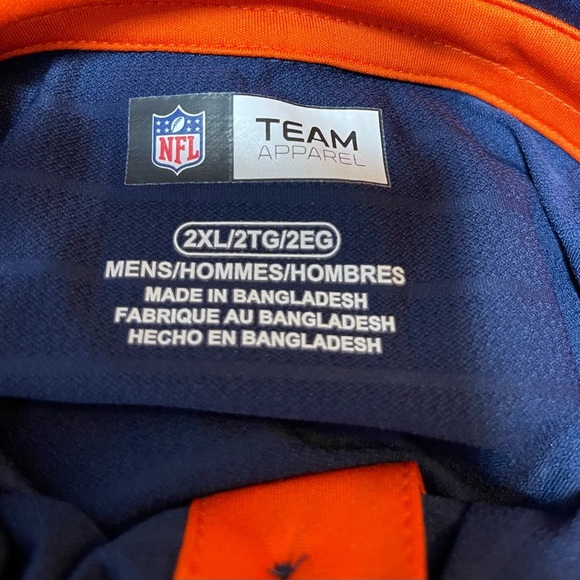 NFL
TEAM
APPAREL
2XL/2TG/2EG
MENS/HOMMES/HOMBRES
MADE IN BANGLADESH
FABRIQUE AU BANGLADESH
HECHO EN BANGLADESH